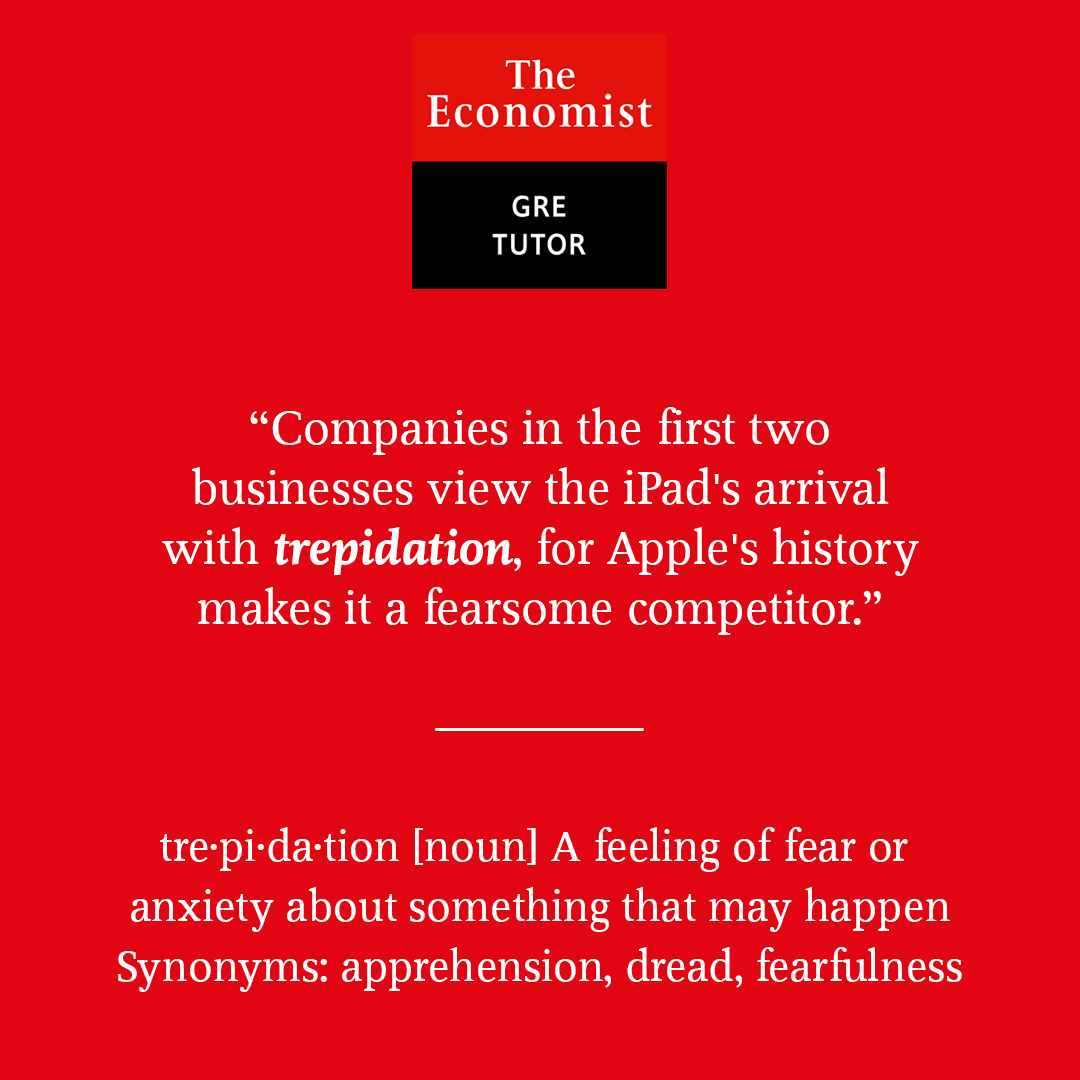 The
Economist
GRE
TUTOR
“Companies in the first two
businesses view the iPad's arrival
with trepidation, for Apple's history
makes it a fearsome competitor.”
tre·pi·da·tion [noun] A feeling of fear or
anxiety about something that may happen
Synonyms: apprehension, dread, fearfulness